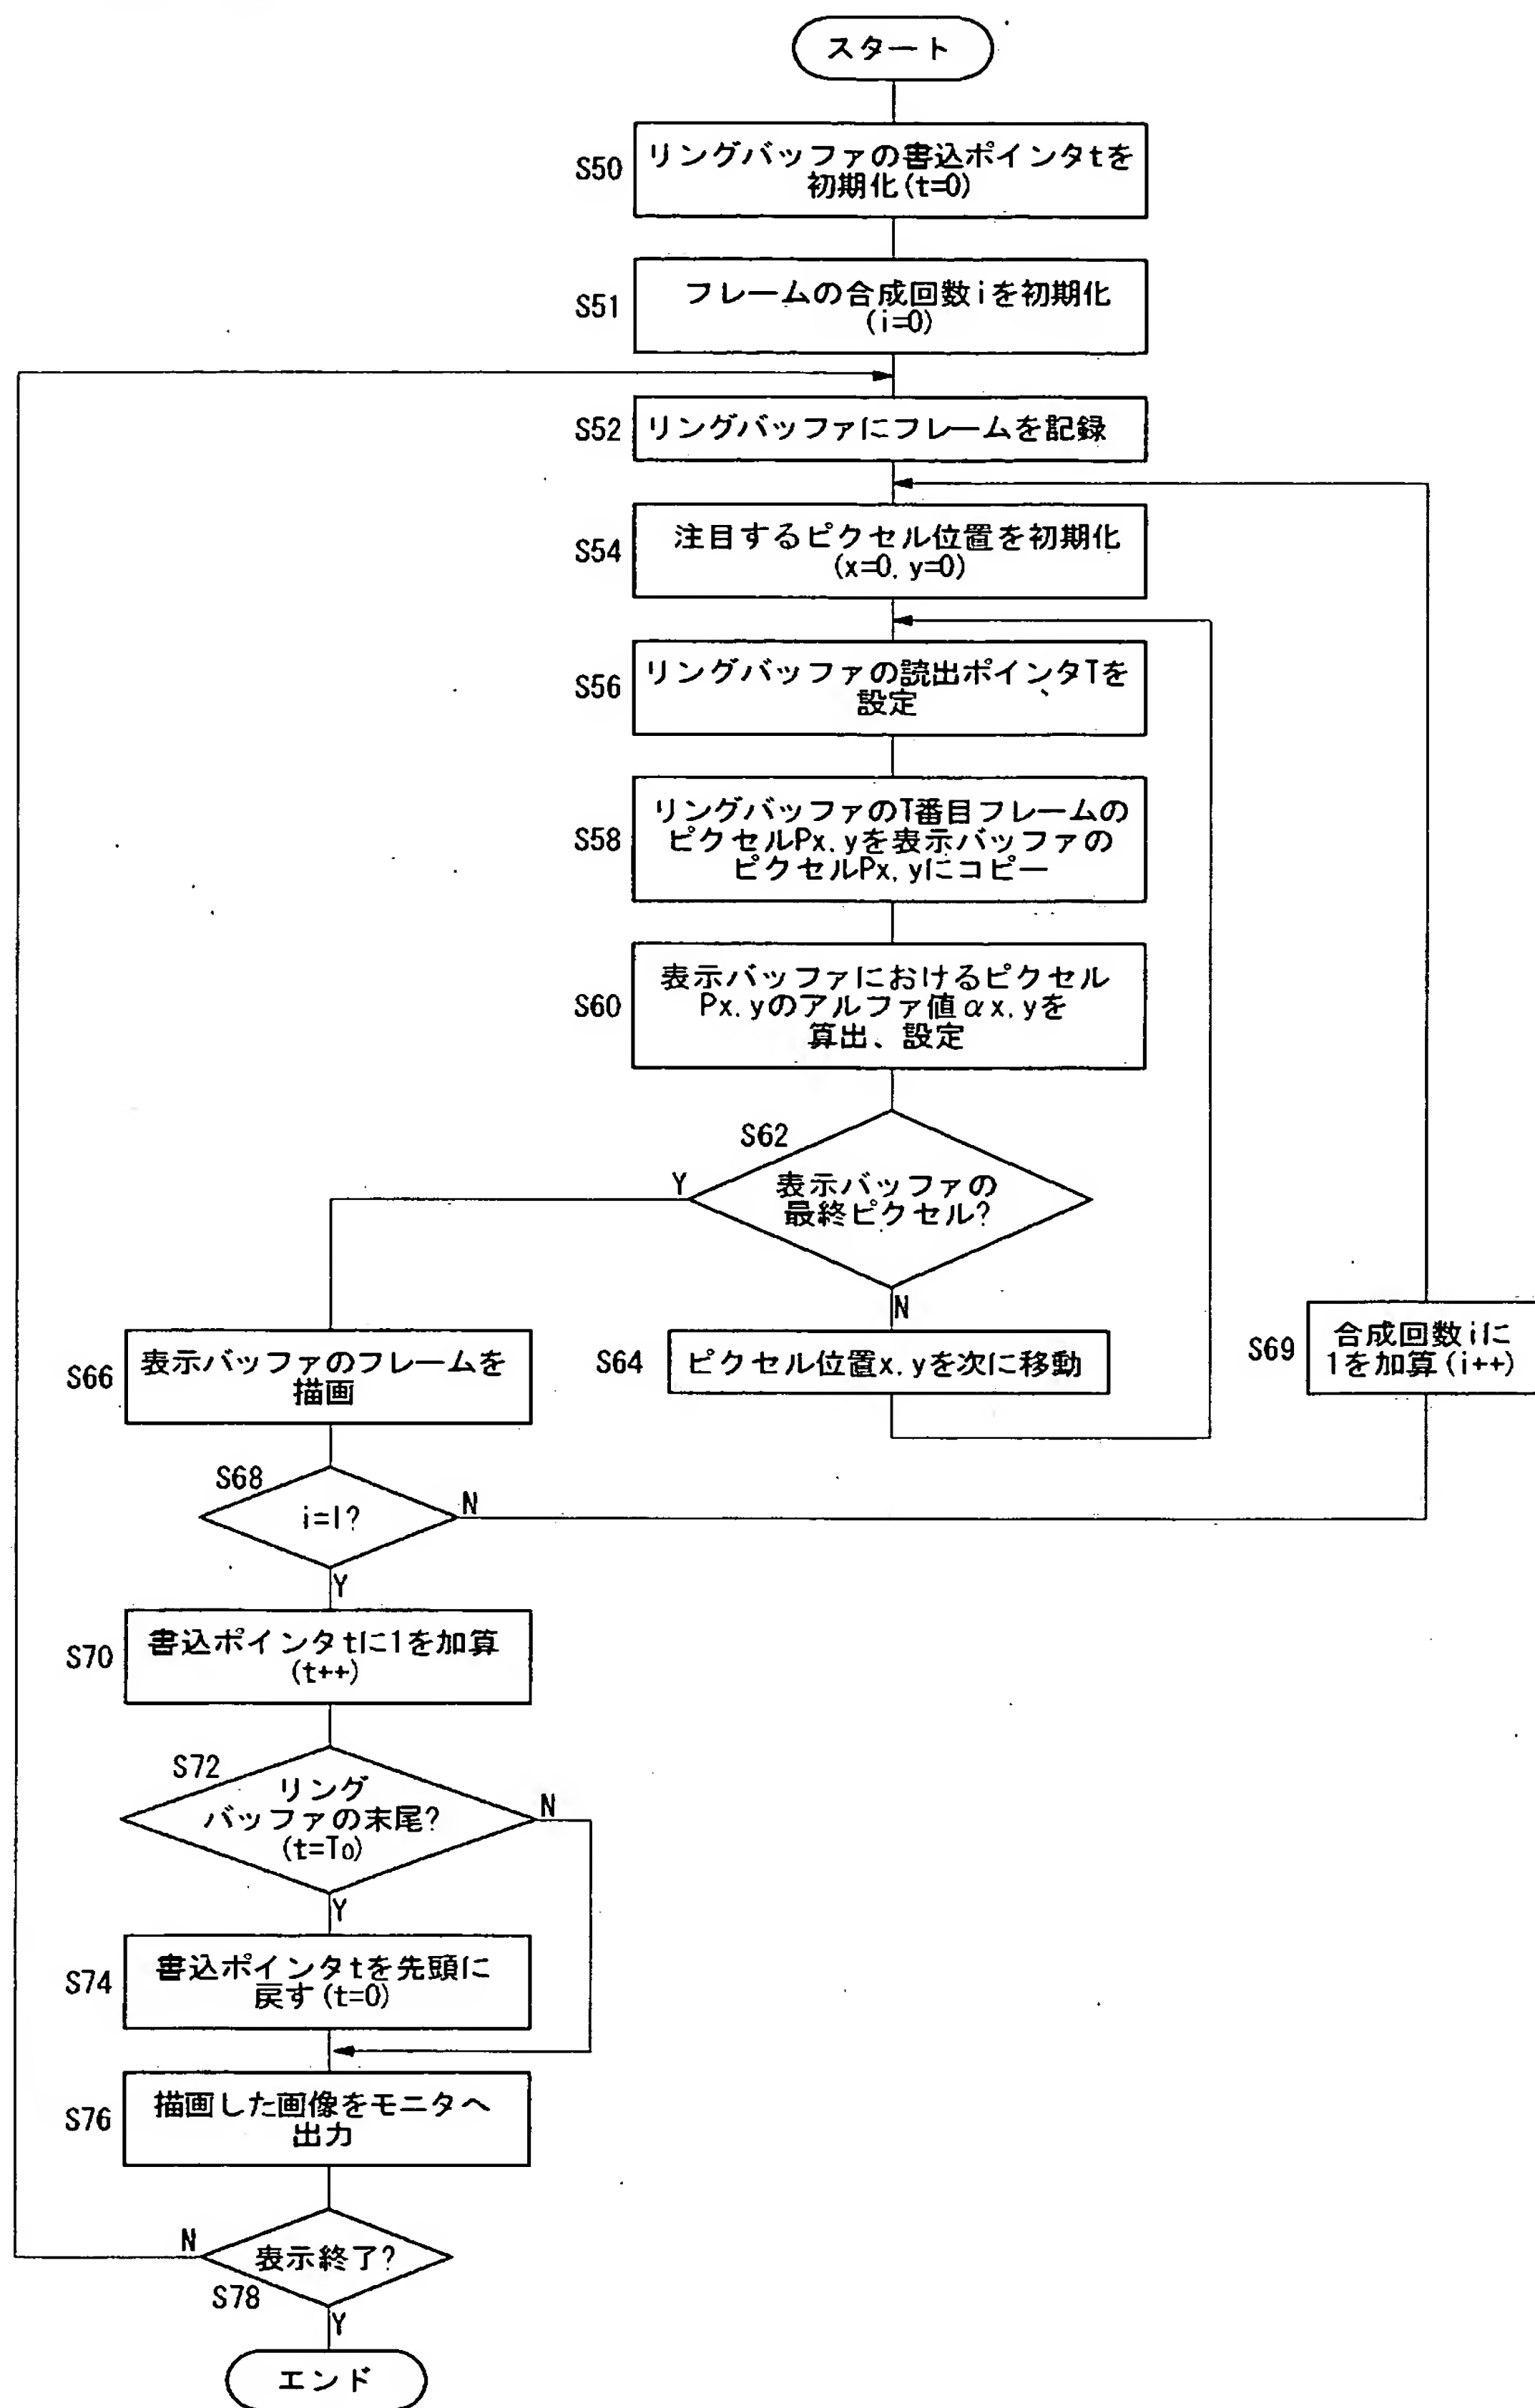 スタート
S50
リングバッファの書込ポインタtを
初期化(t=0)
S51
フレームの合成回数iを初期化
(i=0)
S52
リングバッファにフレームを記録
S54
注目するピクセル位置を初期化
(x=0, y=0)
S56
リングバッファの読出ポインタTを
設定
S58
リングバッファのT番目フレームの
ピクセルPx, yを表示バッファの
ピクセルPx, yにコピー
S60
表示バッファにおけるピクセル
Px, yのアルファ値αx, yを
算出、設定
S62
表示バッファの
最終ピクセル?
Y
N
S64
ピクセル位置x, yを次に移動
S69
合成回数iに
1を加算(i++)
S66
表示バッファのフレームを
描画
S68
i=I?
N
Y
S70
書込ポインタtに1を加算
(t++)
S72
リング
バッファの末尾?
(t=T0)
N
Y
S74
書込ポインタtを先頭に
戻す(t=0)
S76
描画した画像をモニタへ
出力
N
表示終了?
S78
Y
エンド